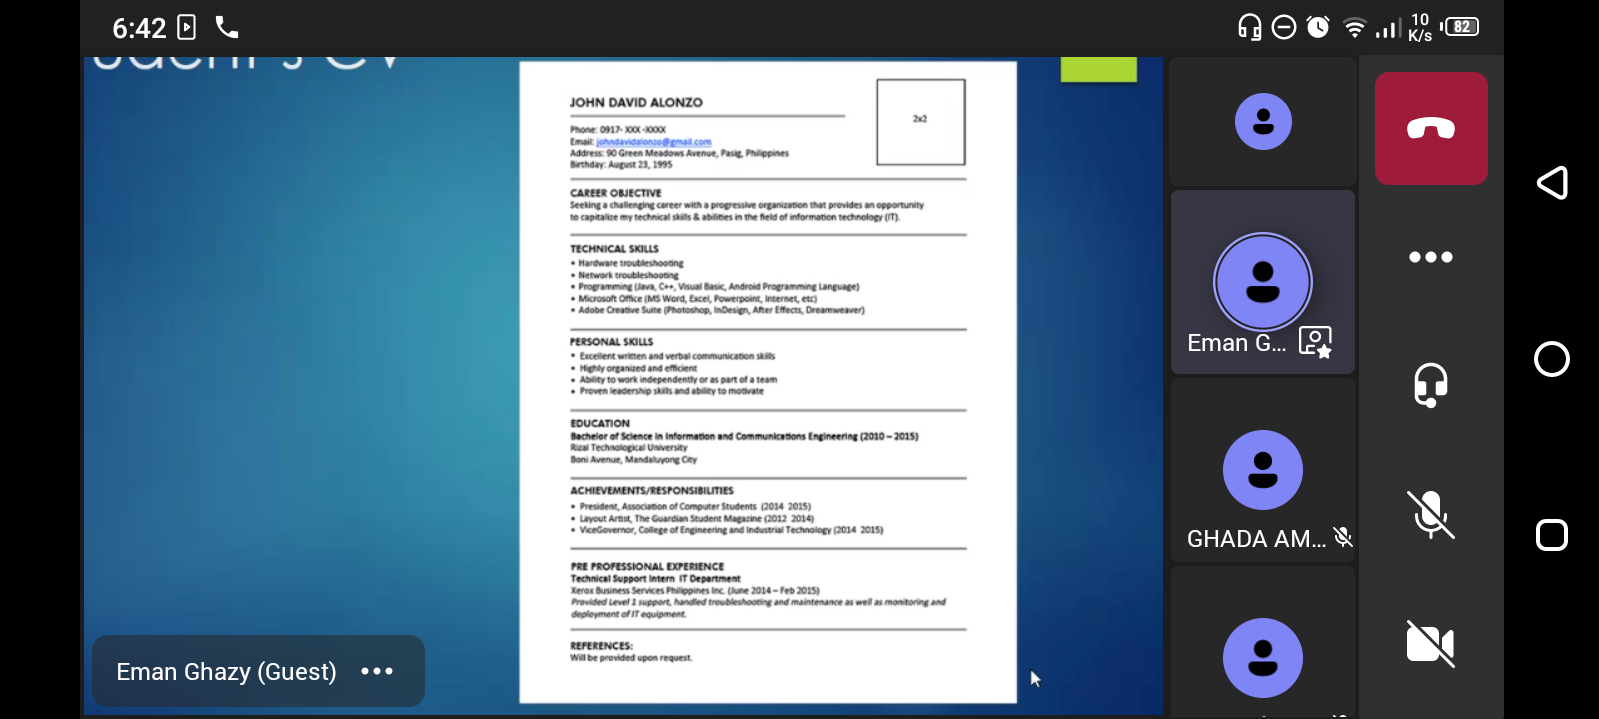 6:42
10
K/s
82
JOHN DAVID ALONZO
2x2
Phone: 0917- XXX -XXXX
Email: johndavidalonzo@gmail.com
Address: 90 Green Meadows Avenue, Pasig, Philippines
Birthday: August 23, 1995
CAREER OBJECTIVE
Seeking a challenging career with a progressive organization that provides an opportunity
to capitalize my technical skills & abilities in the field of information technology (IT).
TECHNICAL SKILLS
• Hardware troubleshooting
• Network troubleshooting
• Programming (Java, C++, Visual Basic, Android Programming Language)
• Microsoft Office (MS Word, Excel, Powerpoint, Internet, etc)
• Adobe Creative Suite (Photoshop, InDesign, After Effects, Dreamweaver)
PERSONAL SKILLS
• Excellent written and verbal communication skills
• Highly organized and efficient
• Ability to work independently or as part of a team
• Proven leadership skills and ability to motivate
EDUCATION
Bachelor of Science in Information and Communications Engineering (2010 – 2015)
Rizal Technological University
Boni Avenue, Mandaluyong City
ACHIEVEMENTS/RESPONSIBILITIES
• President, Association of Computer Students (2014 2015)
• Layout Artist, The Guardian Student Magazine (2012 2014)
• ViceGovernor, College of Engineering and Industrial Technology (2014 2015)
PRE PROFESSIONAL EXPERIENCE
Technical Support Intern IT Department
Xerox Business Services Philippines Inc. (June 2014 – Feb 2015)
Provided Level 1 support, handled troubleshooting and maintenance as well as monitoring and
deployment of IT equipment.
REFERENCES:
Will be provided upon request.
Eman Ghazy (Guest)
Eman G...
GHADA AM...